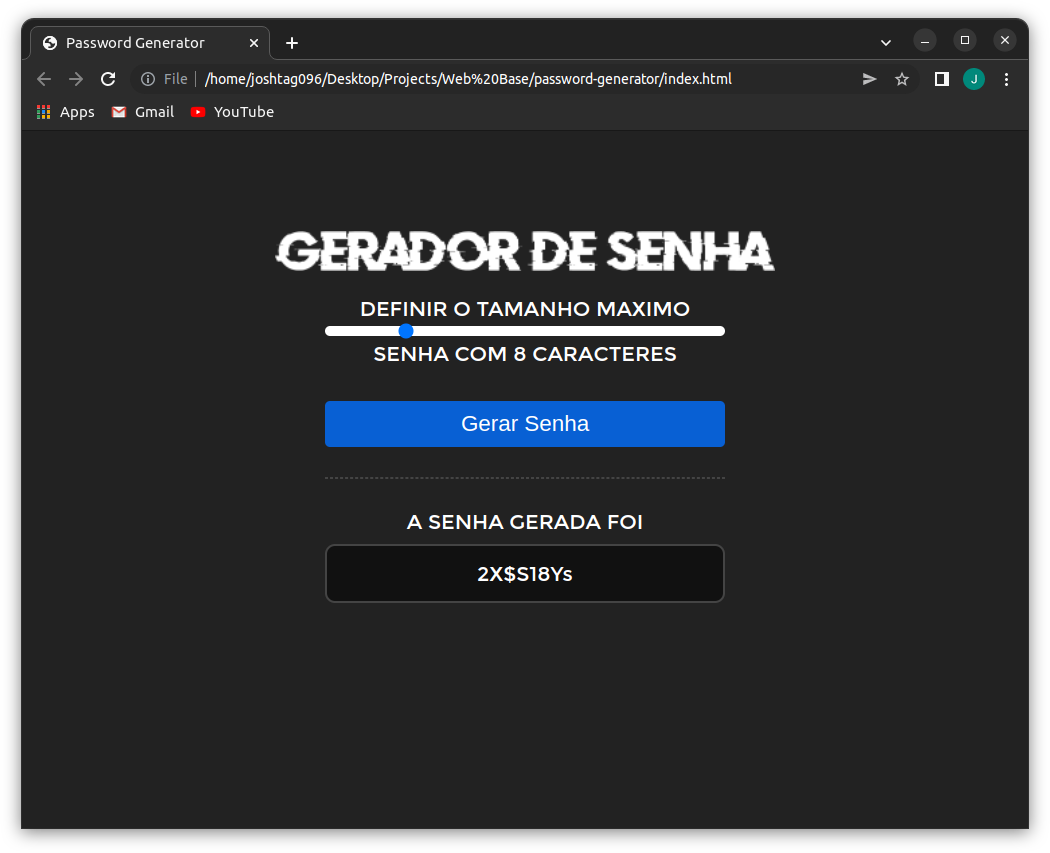 Password Generator
File /home/joshtag096/Desktop/Projects/Web%20Base/password-generator/index.html J
Apps Gmail YouTube
GERADOR DE SENHA
DEFINIR O TAMANHO MAXIMO
SENHA COM 8 CARACTERES
Gerar Senha
A SENHA GERADA FOI
2X$S18Ys